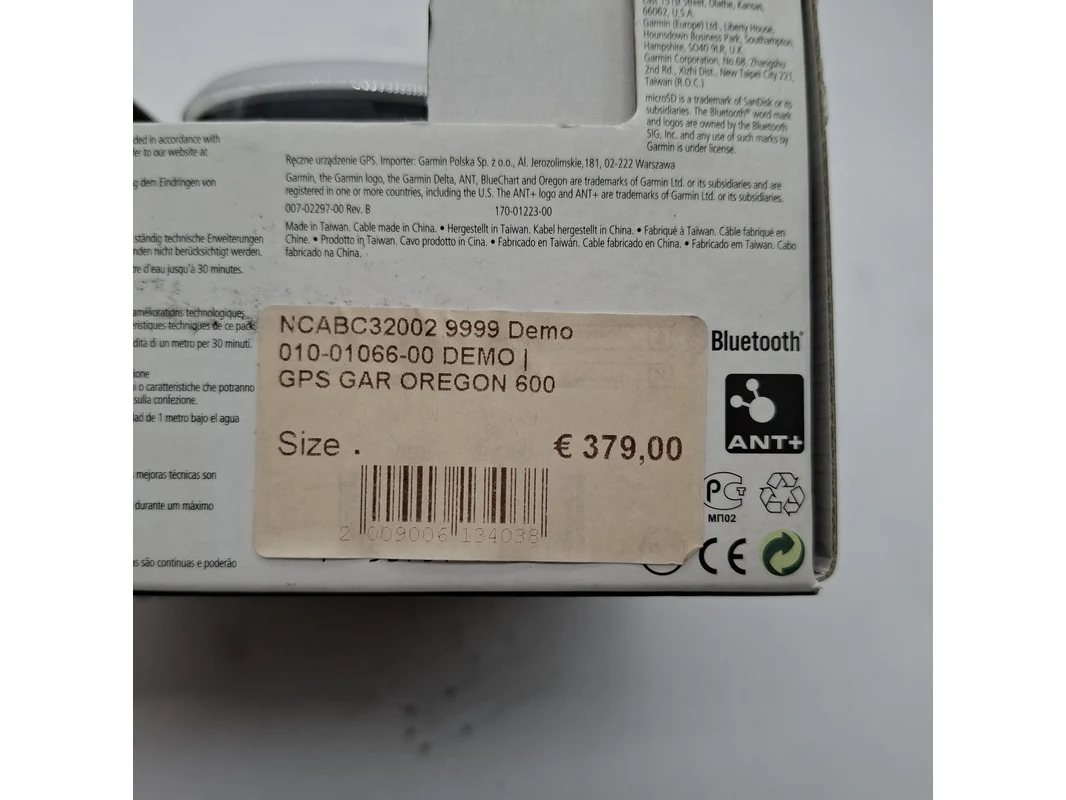 East 151st Street, Olathe, Kansas,
66062, U.S.A.
Garmin (Europe) Ltd., Liberty House,
Hounsdown Business Park, Southampton,
Hampshire, SO40 9LR, U.K.
Garmin Corporation, No.68, Zhangshu
2nd Rd., Xizhi Dist., New Taipei City 221,
Taiwan (R.O.C.)
microSD is a trademark of SanDisk or its
subsidiaries. The Bluetooth® word mark
and logos are owned by the Bluetooth
SIG, Inc. and any use of such marks by
Garmin is under license.
ded in accordance with
er to our website at
g dem Eindringen von
ständig technische Erweiterungen
nden nicht berücksichtigt werden.
re d'eau jusqu'à 30 minutes.
améliorations technologiques
ristiques techniques de ce pack.
dità di un metro per 30 minuti.
ione
i o caratteristiche che potranno
sulla confezione.
ad de 1 metro bajo el agua
mejoras técnicas son
durante um máximo
s são contínuas e poderão
Ręczne urządzenie GPS. Importer: Garmin Polska Sp. z o.o., Al. Jerozolimskie,181, 02-222 Warszawa
Garmin, the Garmin logo, the Garmin Delta, ANT, BlueChart and Oregon are trademarks of Garmin Ltd. or its subsidiaries and are
registered in one or more countries, including the U.S. The ANT+ logo and ANT+ are trademarks of Garmin Ltd. or its subsidiaries.
007-02297-00 Rev. B 170-01223-00
Made in Taiwan. Cable made in China. • Hergestellt in Taiwan. Kabel hergestellt in China. • Fabriqué à Taïwan. Câble fabriqué en
Chine. • Prodotto in Taiwan. Cavo prodotto in Cina. • Fabricado en Taiwán. Cable fabricado en China. • Fabricado em Taiwan. Cabo
fabricado na China.
NCABC32002 9999 Demo
010-01066-00 DEMO |
GPS GAR OREGON 600
Size . € 379,00
2 009006 134038
Bluetooth®
ANT+
МП02
CE